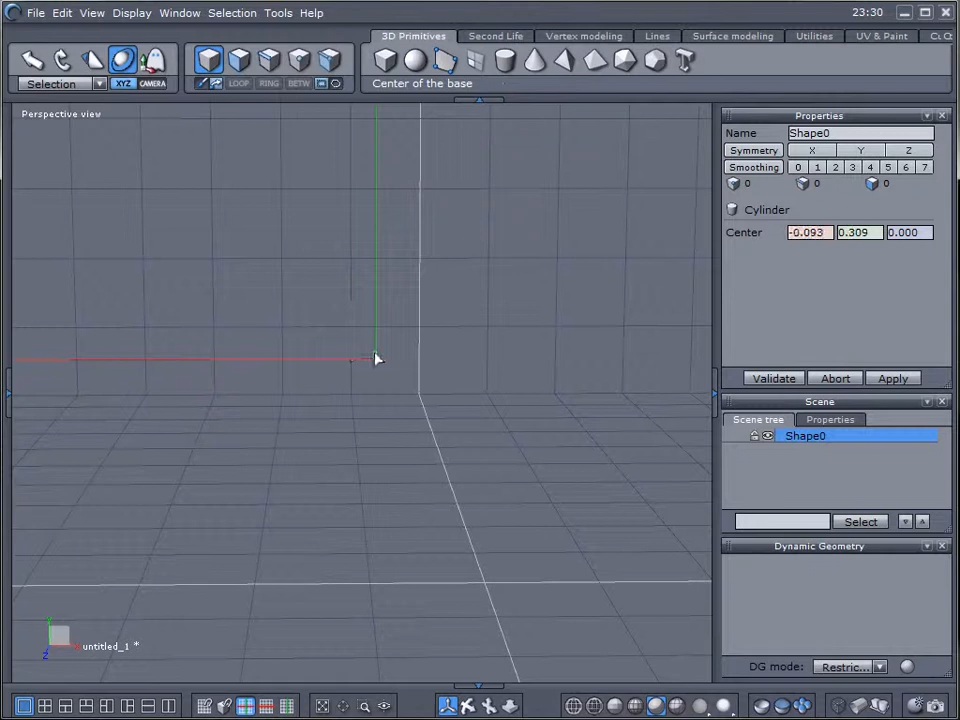 File Edit View Display Window Selection Tools Help 23:30
3D Primitives Second Life Vertex modeling Lines Surface modeling Utilities UV & Paint
Selection XYZ CAMERA LOOP RING BETW Center of the base
Perspective view
Properties
Name Shape0
Symmetry X Y Z
Smoothing 0 1 2 3 4 5 6 7
0 0 0
Cylinder
Center -0.093 0.309 0.000
Validate Abort Apply
Scene
Scene tree Properties
Shape0
Select
Dynamic Geometry
Y
X
Z
untitled_1 *
DG mode: Restric...